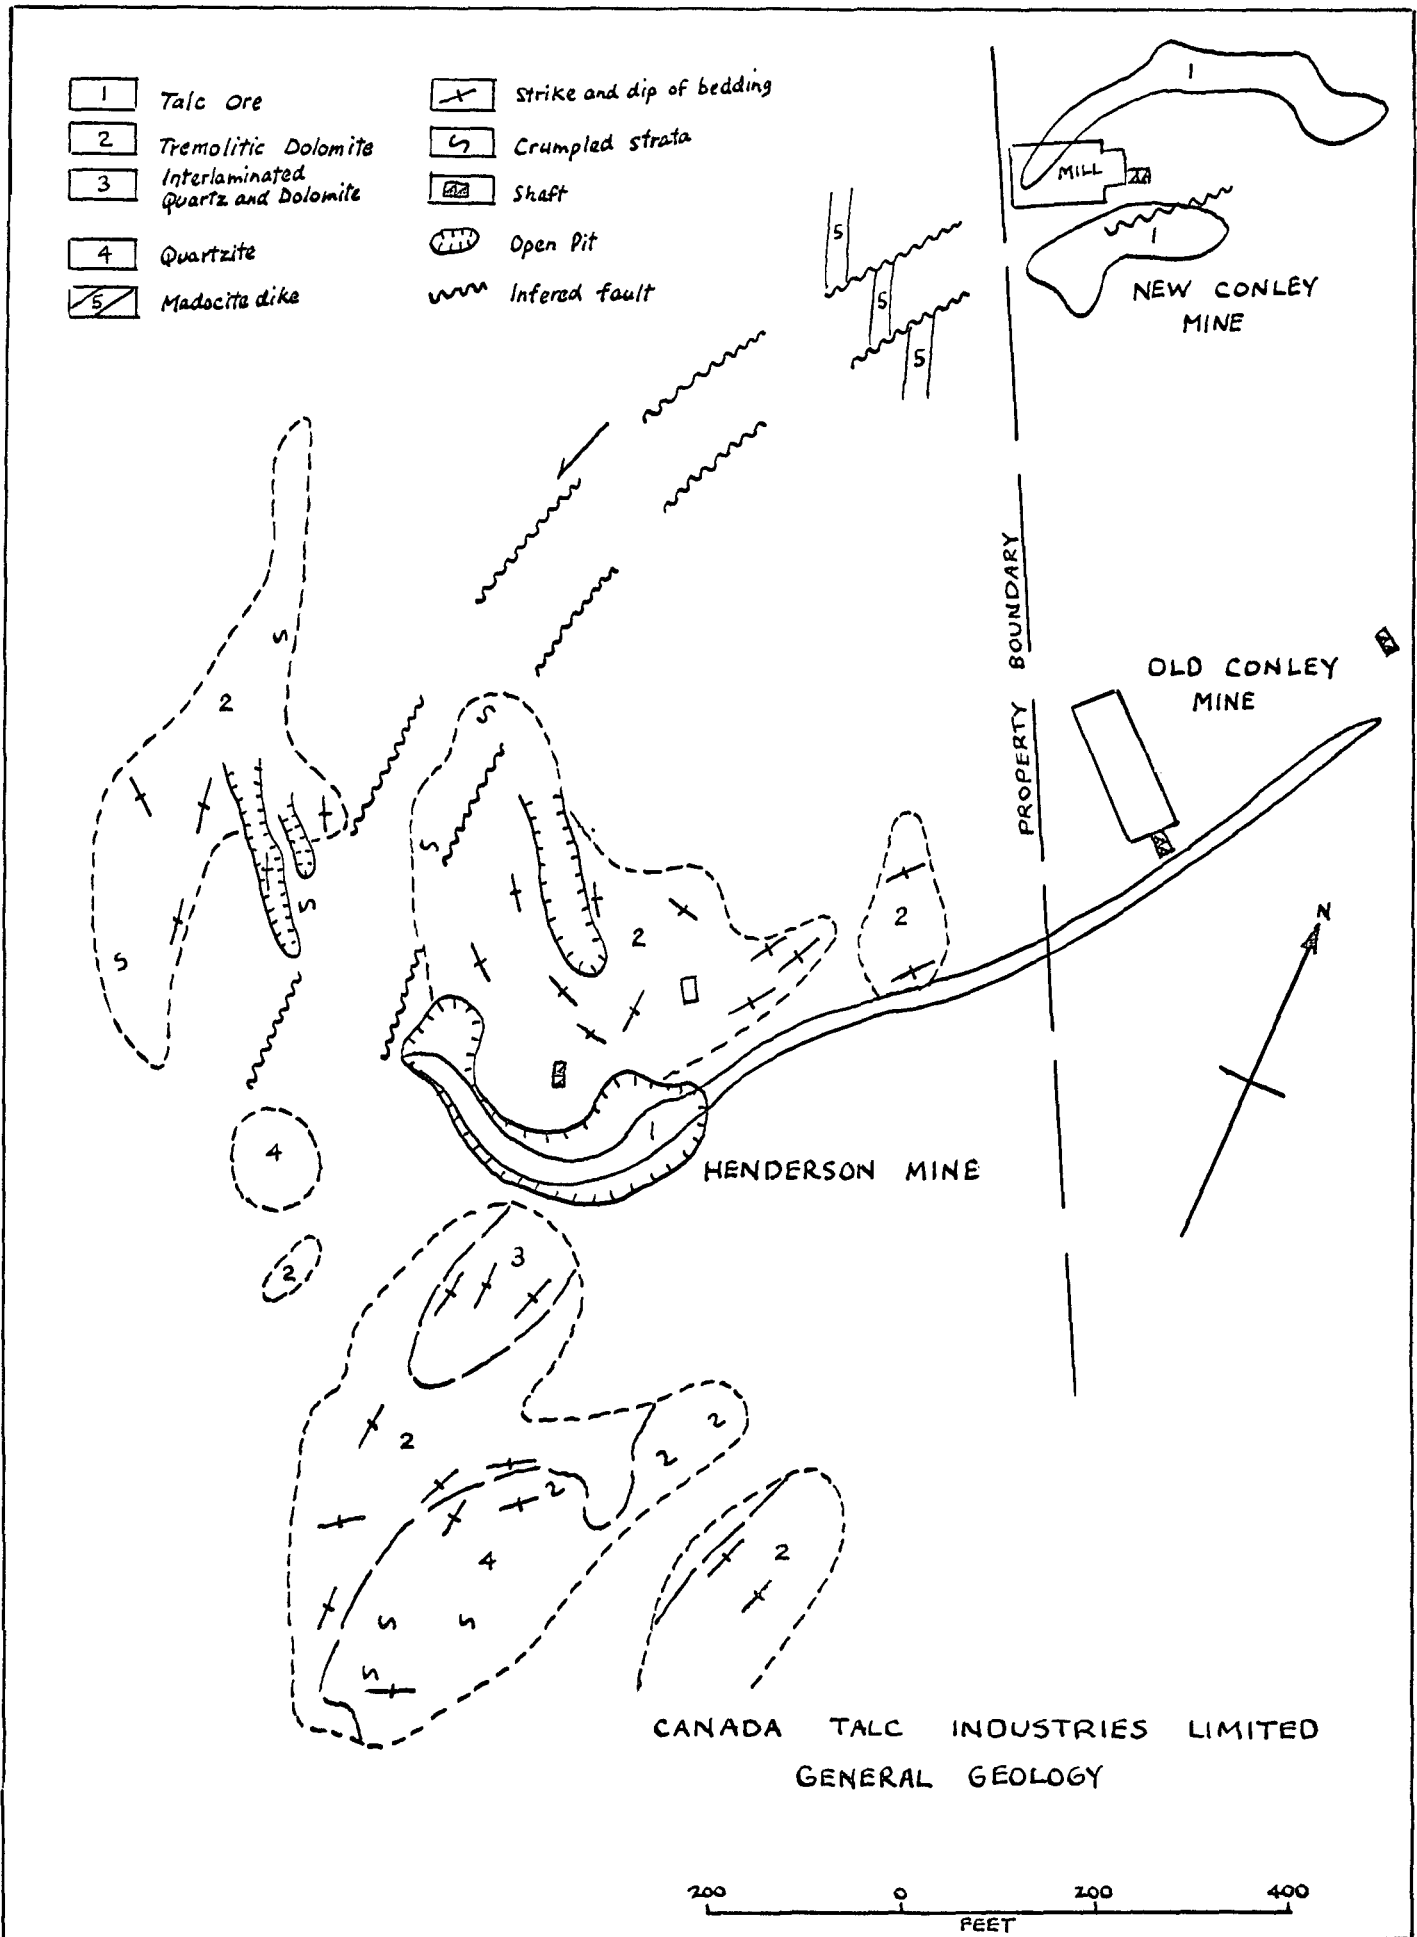 1 Talc Ore
2 Tremolitic Dolomite
3 Interlaminated
Quartz and Dolomite
4 Quartzite
5 Madocite dike
Strike and dip of bedding
S Crumpled strata
Shaft
Open Pit
Infered fault
1
MILL
1
NEW CONLEY
MINE
5
5
5
PROPERTY BOUNDARY
OLD CONLEY
MINE
S
2
S
S
S
S
2
2
N
1
HENDERSON MINE
4
2
3
2
2
2
2
4
2
S
S
S
CANADA TALC INDUSTRIES LIMITED
GENERAL GEOLOGY
200 0 200 400
FEET